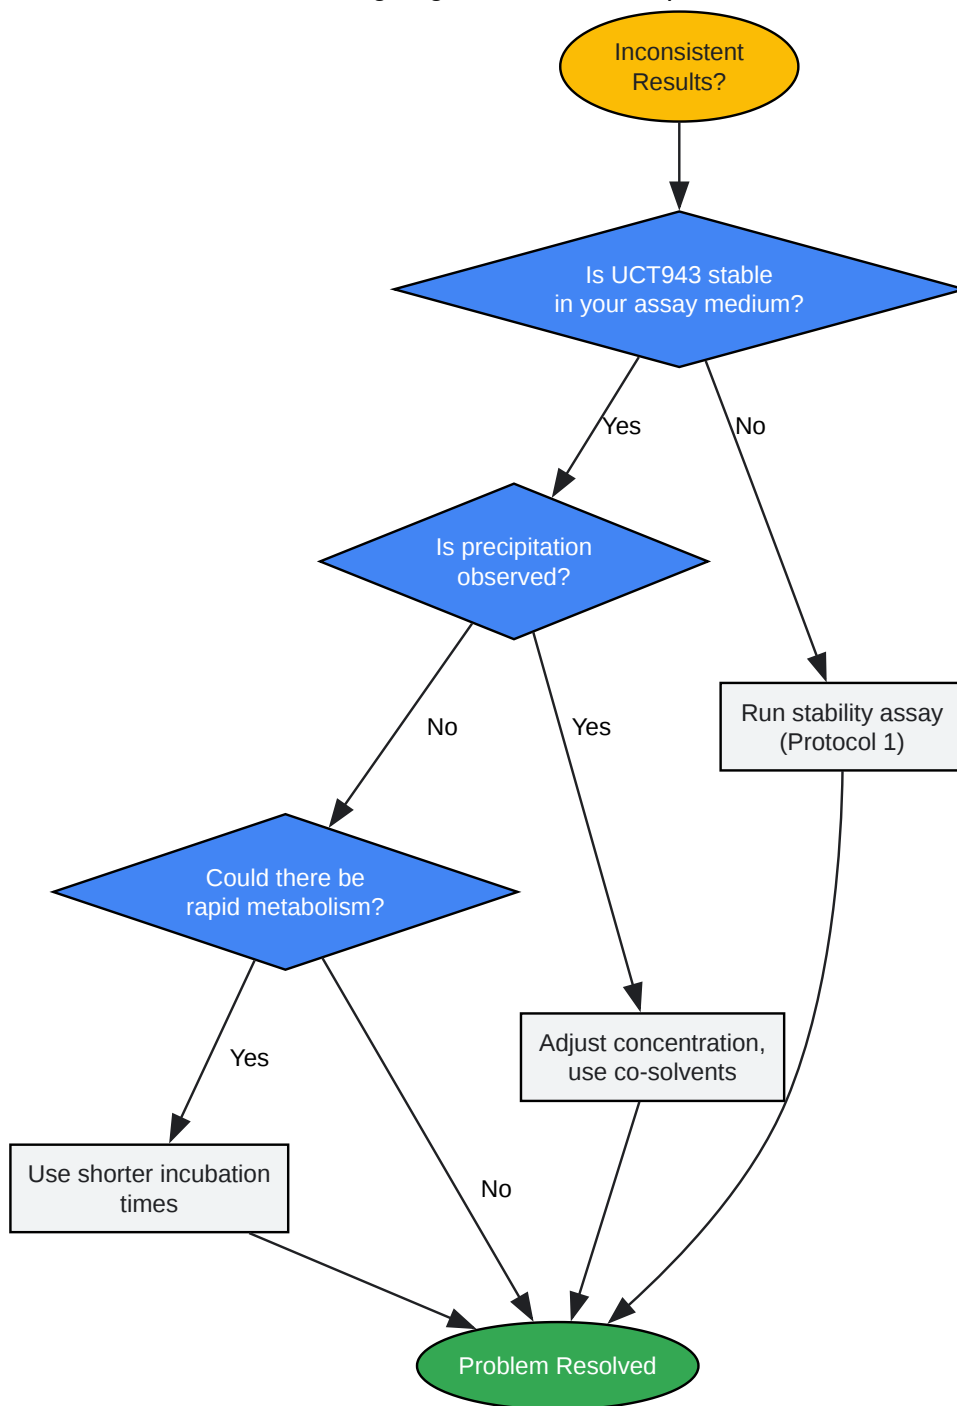 Inconsistent
Results?
Is UCT943 stable
in your assay medium?
Yes
No
Is precipitation
observed?
Run stability assay
(Protocol 1)
No
Yes
Could there be
rapid metabolism?
Adjust concentration,
use co-solvents
Yes
Use shorter incubation
times
No
Problem Resolved